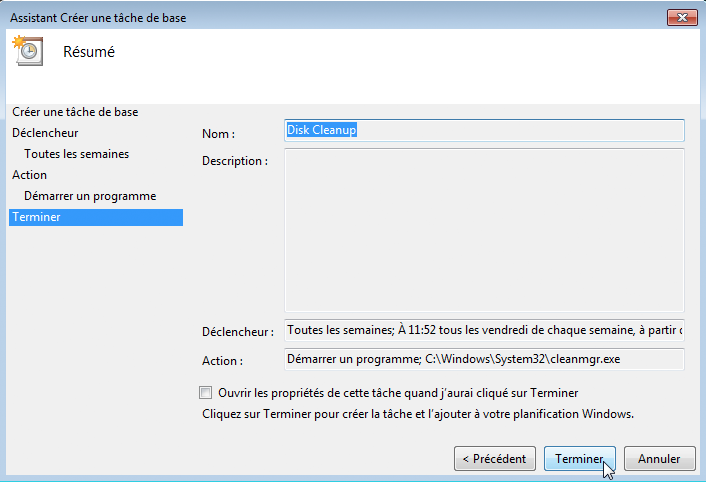 Assistant Créer une tâche de base
Résumé
Créer une tâche de base
Déclencheur
Toutes les semaines
Action
Démarrer un programme
Terminer
Nom : Disk Cleanup
Description :
Déclencheur : Toutes les semaines; À 11:52 tous les vendredi de chaque semaine, à partir
Action : Démarrer un programme; C:\Windows\System32\cleanmgr.exe
Ouvrir les propriétés de cette tâche quand j'aurai cliqué sur Terminer
Cliquez sur Terminer pour créer la tâche et l'ajouter à votre planification Windows.
< Précédent Terminer Annuler